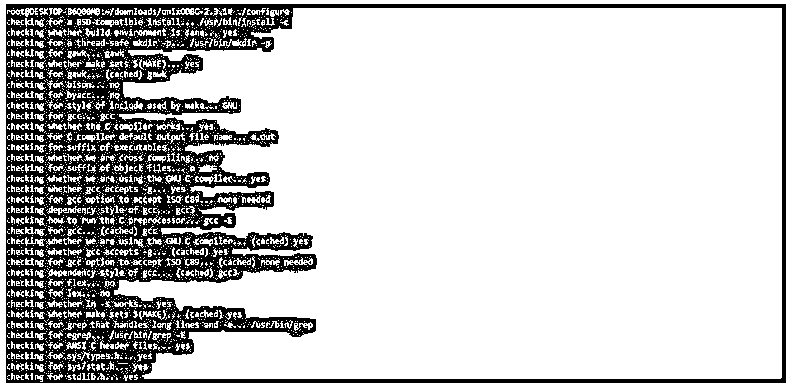 root@DESKTOP-B6QO0MB:~/downloads/unixODBC-2.3.1# ./configure
checking for a BSD-compatible install... /usr/bin/install -c
checking whether build environment is sane... yes
checking for a thread-safe mkdir -p... /usr/bin/mkdir -p
checking for gawk... gawk
checking whether make sets $(MAKE)... yes
checking for gawk... (cached) gawk
checking for bison... no
checking for byacc... no
checking for style of include used by make... GNU
checking for gcc... gcc
checking whether the C compiler works... yes
checking for C compiler default output file name... a.out
checking for suffix of executables...
checking whether we are cross compiling... no
checking for suffix of object files... o
checking whether we are using the GNU C compiler... yes
checking whether gcc accepts -g... yes
checking for gcc option to accept ISO C89... none needed
checking dependency style of gcc... gcc3
checking how to run the C preprocessor... gcc -E
checking for gcc... (cached) gcc
checking whether we are using the GNU C compiler... (cached) yes
checking whether gcc accepts -g... (cached) yes
checking for gcc option to accept ISO C89... (cached) none needed
checking dependency style of gcc... (cached) gcc3
checking for flex... no
checking for lex... no
checking whether ln -s works... yes
checking whether make sets $(MAKE)... (cached) yes
checking for grep that handles long lines and -e... /usr/bin/grep
checking for egrep... /usr/bin/grep -E
checking for ANSI C header files... yes
checking for sys/types.h... yes
checking for sys/stat.h... yes
checking for stdlib.h... yes